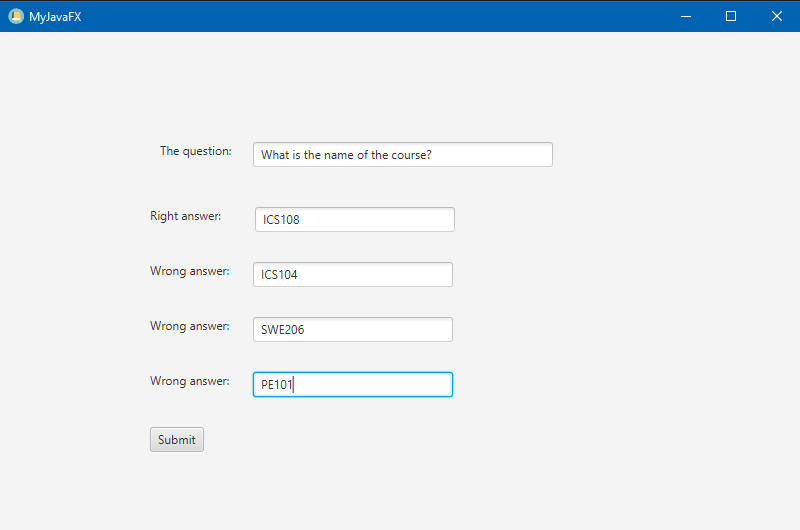 MyJavaFX
The question: What is the name of the course?
Right answer: ICS108
Wrong answer: ICS104
Wrong answer: SWE206
Wrong answer: PE101
Submit